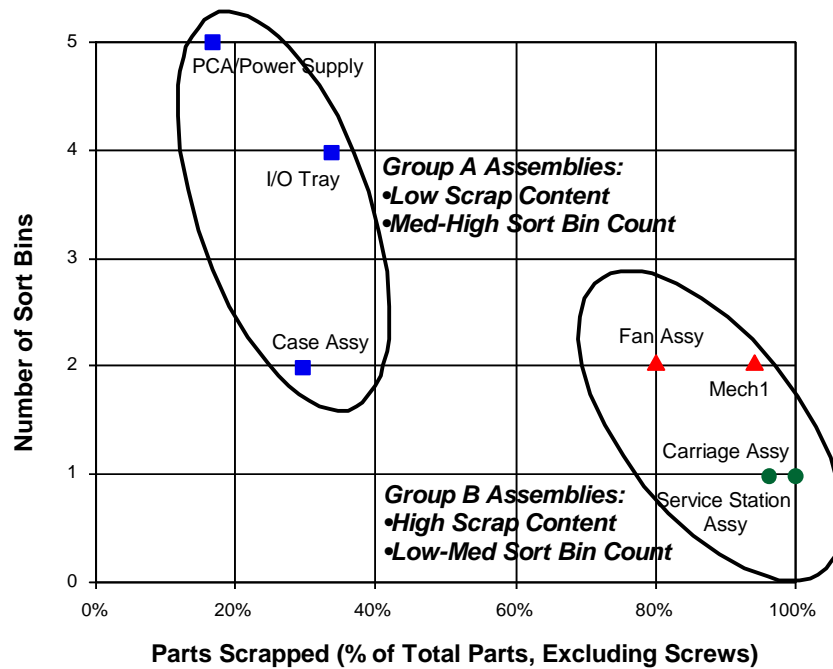 5
PCA/Power Supply
4
I/O Tray
Group A Assemblies:
•Low Scrap Content
•Med-High Sort Bin Count
3
Number of Sort Bins
Case Assy
Fan Assy
2
Mech1
Carriage Assy
1
Group B Assemblies:
•High Scrap Content
•Low-Med Sort Bin Count
Service Station
Assy
0
0%
20%
40%
60%
80%
100%
Parts Scrapped (% of Total Parts, Excluding Screws)